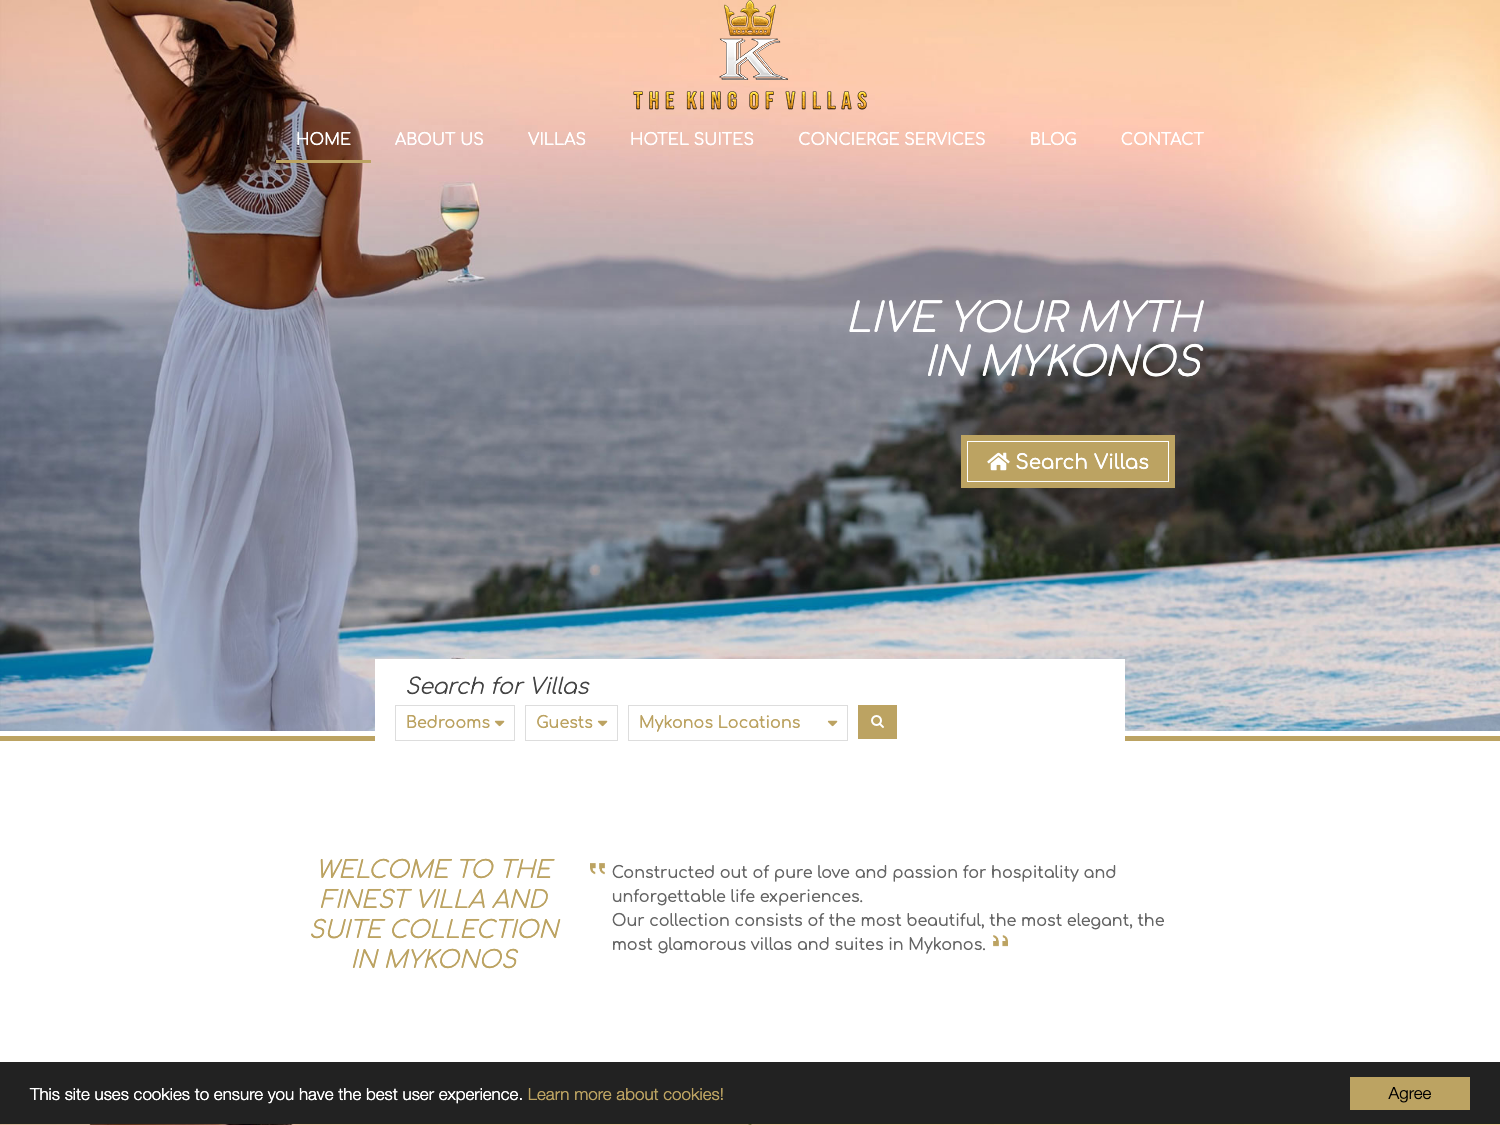 K
THE KING OF VILLAS
HOME ABOUT US VILLAS HOTEL SUITES CONCIERGE SERVICES BLOG CONTACT
LIVE YOUR MYTH
IN MYKONOS
Search Villas
Search for Villas
Bedrooms Guests Mykonos Locations
WELCOME TO THE
FINEST VILLA AND
SUITE COLLECTION
IN MYKONOS
" Constructed out of pure love and passion for hospitality and
unforgettable life experiences.
Our collection consists of the most beautiful, the most elegant, the
most glamorous villas and suites in Mykonos. "
This site uses cookies to ensure you have the best user experience. Learn more about cookies!
Agree